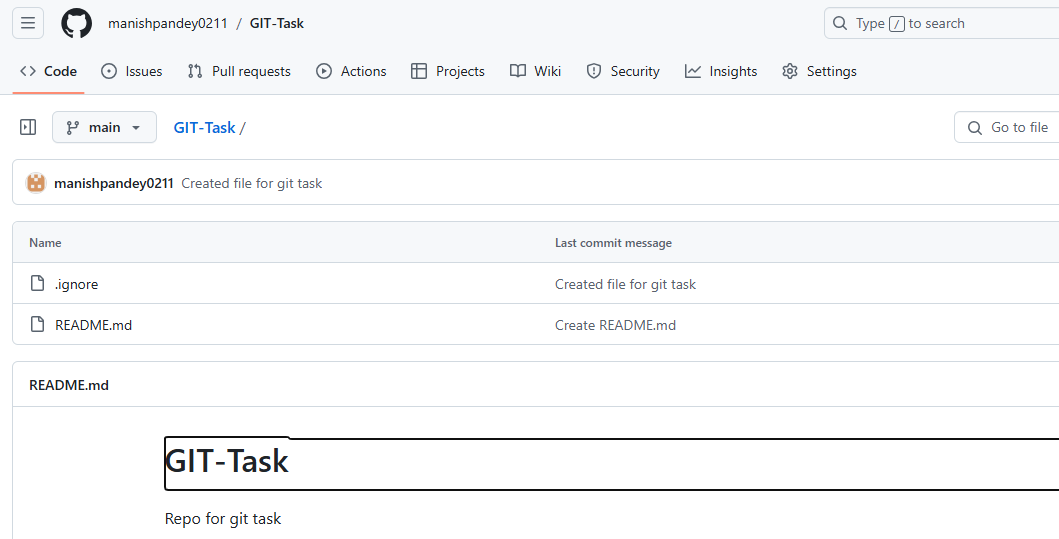 manishpandey0211 / GIT-Task
Type / to search
Code Issues Pull requests Actions Projects Wiki Security Insights Settings
main GIT-Task / Go to file
manishpandey0211 Created file for git task
Name Last commit message
.ignore Created file for git task
README.md Create README.md
README.md
GIT-Task
Repo for git task